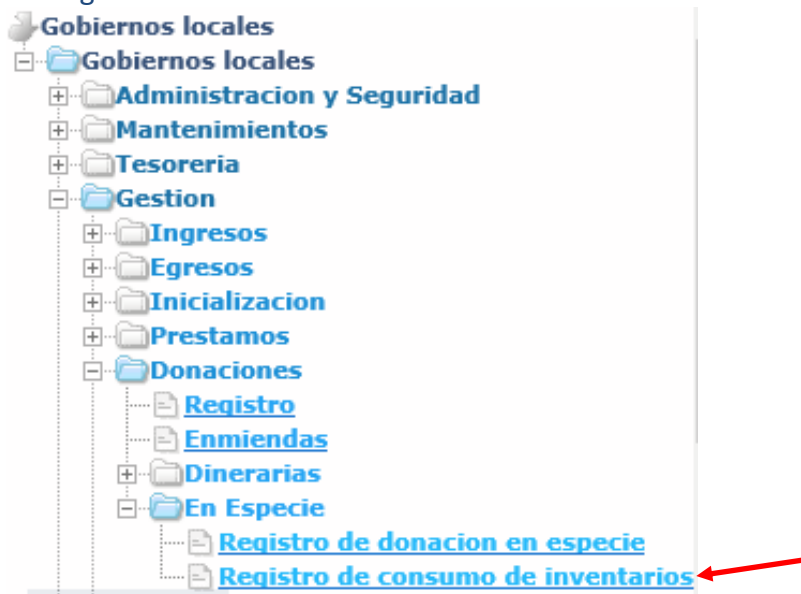 Gobiernos locales
Gobiernos locales
Administracion y Seguridad
Mantenimientos
Tesoreria
Gestion
Ingresos
Egresos
Inicializacion
Prestamos
Donaciones
Registro
Enmiendas
Dinerarias
En Especie
Registro de donacion en especie
Registro de consumo de inventarios